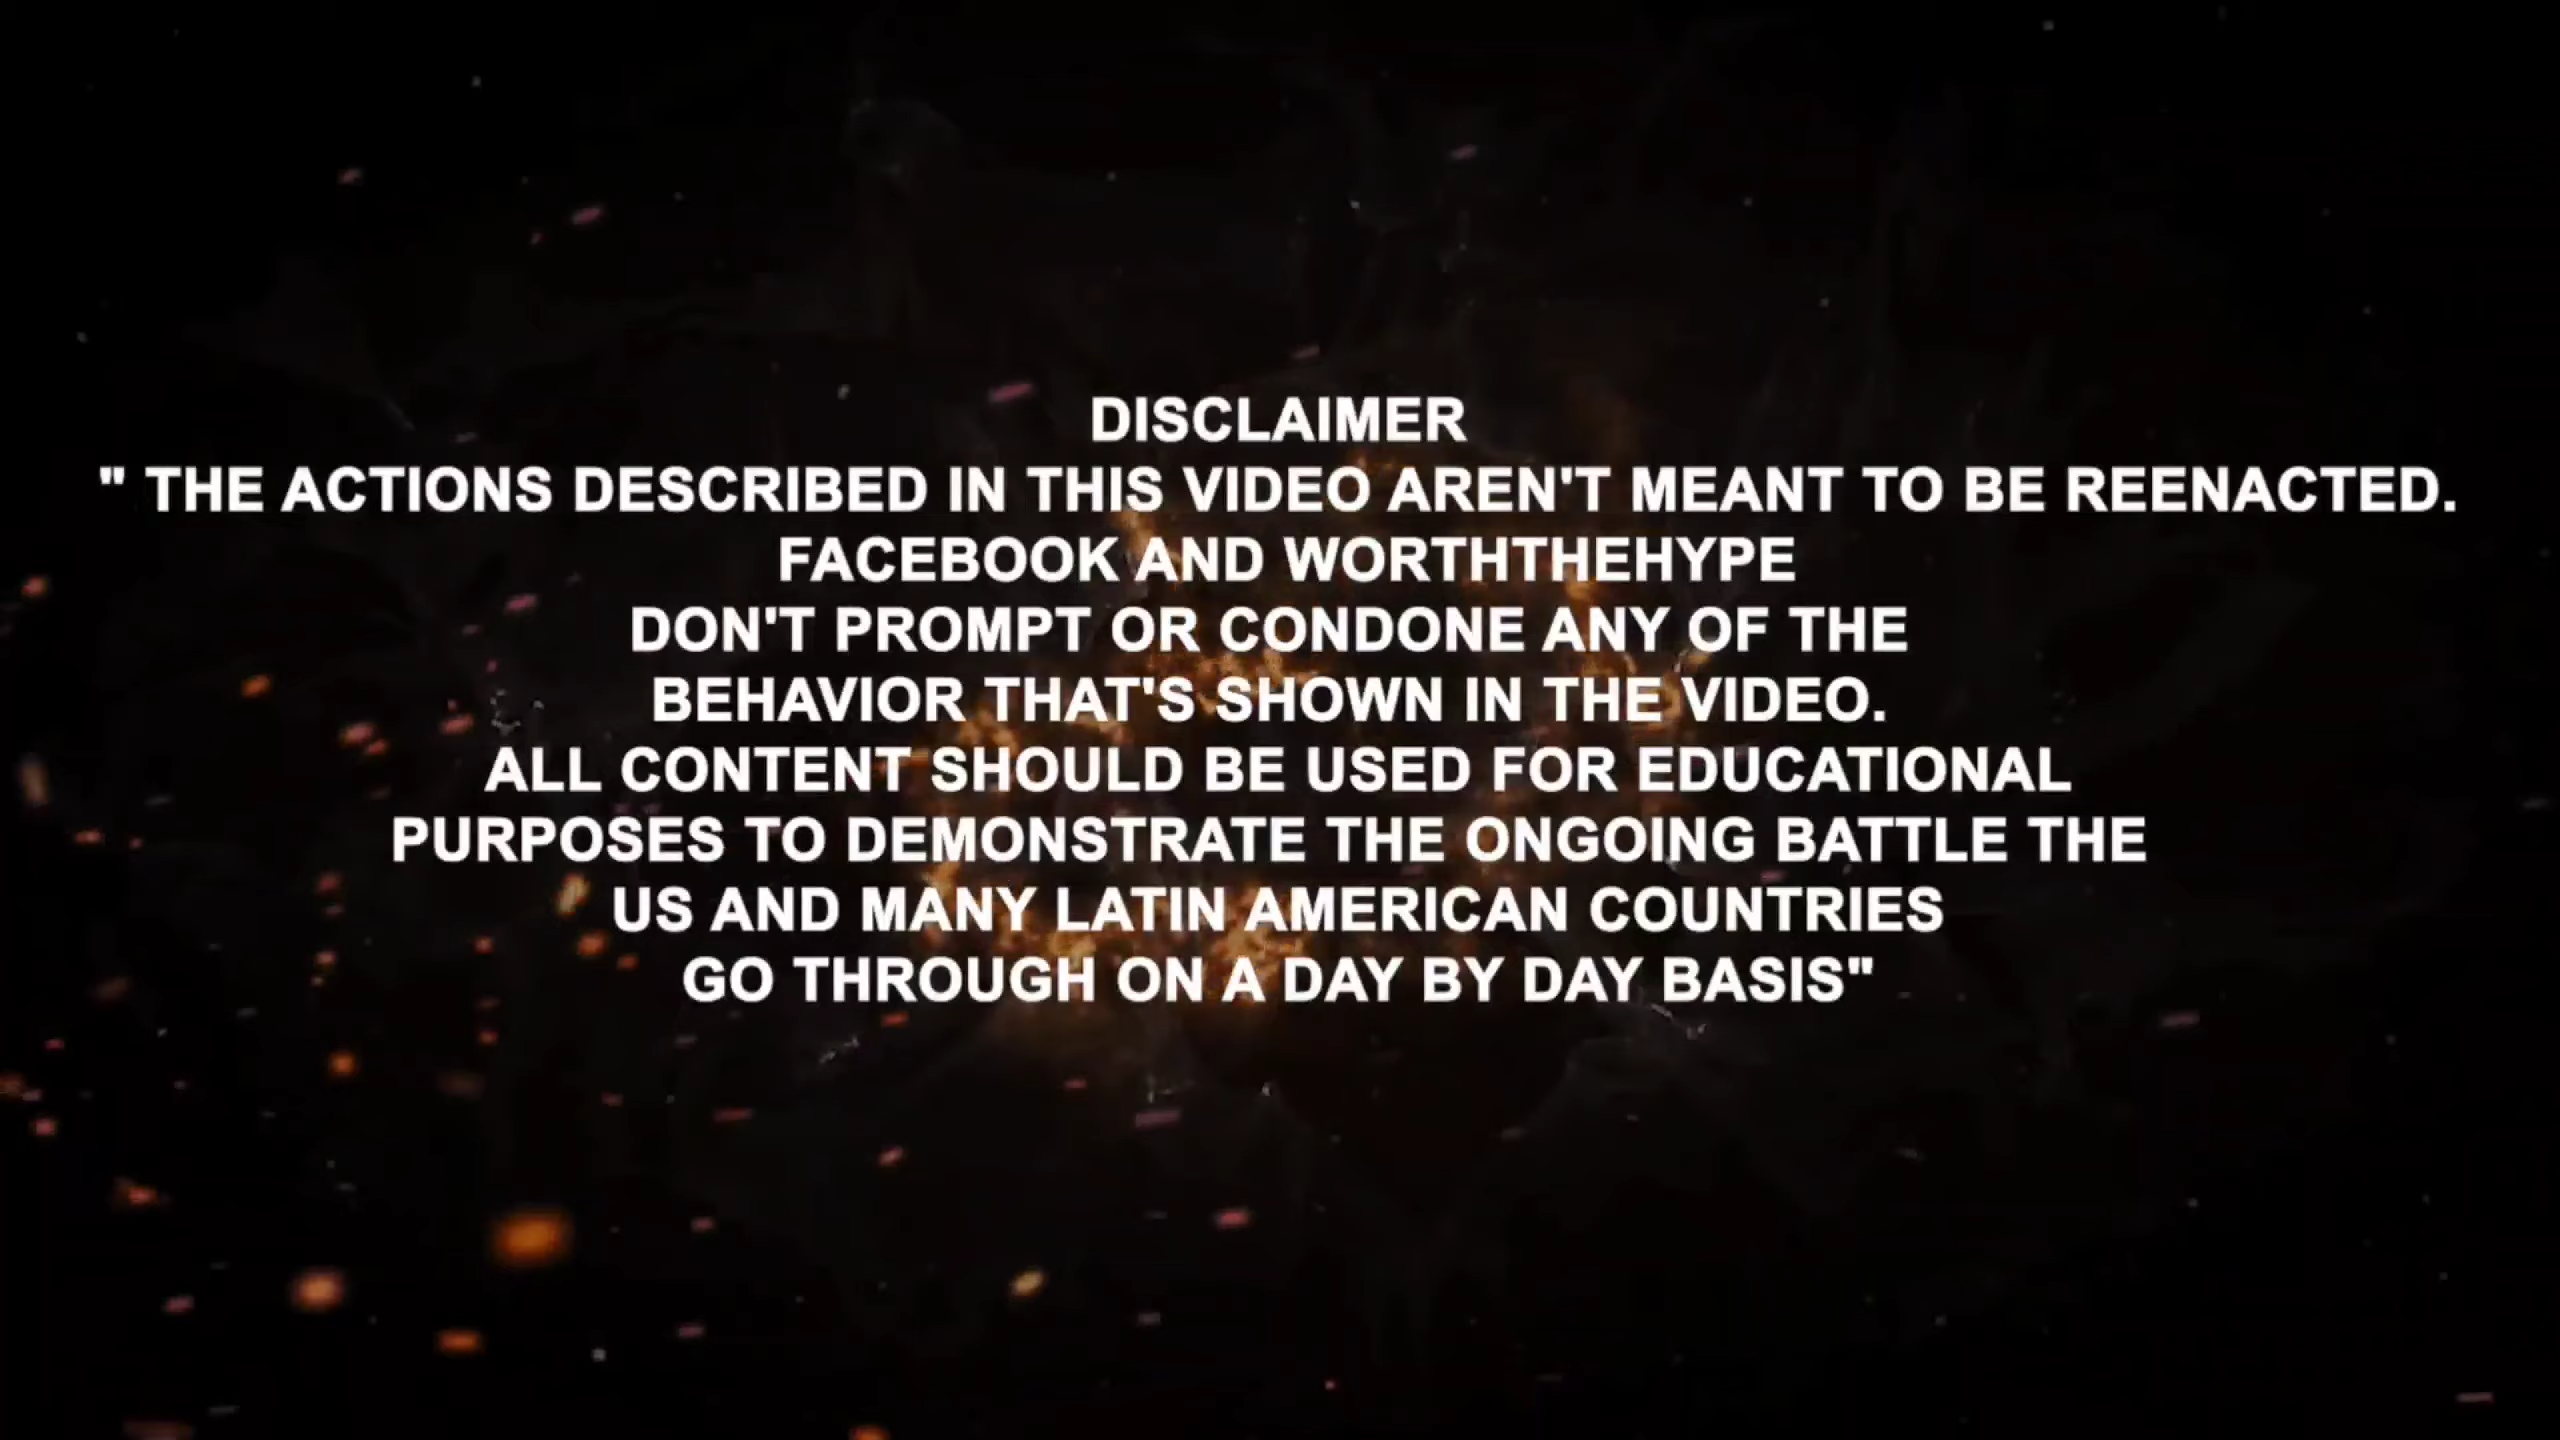 DISCLAIMER
" THE ACTIONS DESCRIBED IN THIS VIDEO AREN'T MEANT TO BE REENACTED.
FACEBOOK AND WORTHTHEHYPE
DON'T PROMPT OR CONDONE ANY OF THE
BEHAVIOR THAT'S SHOWN IN THE VIDEO.
ALL CONTENT SHOULD BE USED FOR EDUCATIONAL
PURPOSES TO DEMONSTRATE THE ONGOING BATTLE THE
US AND MANY LATIN AMERICAN COUNTRIES
GO THROUGH ON A DAY BY DAY BASIS"